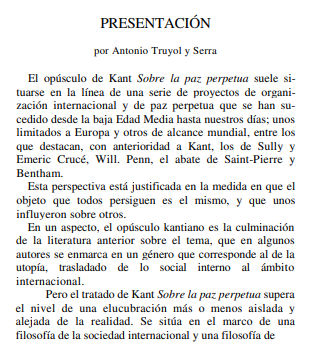 PRESENTACIÓN
por Antonio Truyol y Serra
El opúsculo de Kant Sobre la paz perpetua suele si-
tuarse en la línea de una serie de proyectos de organi-
zación internacional y de paz perpetua que se han su-
cedido desde la baja Edad Media hasta nuestros días; unos
limitados a Europa y otros de alcance mundial, entre los
que destacan, con anterioridad a Kant, los de Sully y
Emeric Crucé, Will. Penn, el abate de Saint-Pierre y
Bentham.
Esta perspectiva está justificada en la medida en que el
objeto que todos persiguen es el mismo, y que unos
influyeron sobre otros.
En un aspecto, el opúsculo kantiano es la culminación
de la literatura anterior sobre el tema, que en algunos
autores se enmarca en un género que corresponde al de la
utopía, trasladado de lo social interno al ámbito
internacional.
Pero el tratado de Kant Sobre la paz perpetua supera
el nivel de una elucubración más o menos aislada y
alejada de la realidad. Se sitúa en el marco de una
filosofía de la sociedad internacional y una filosofía de